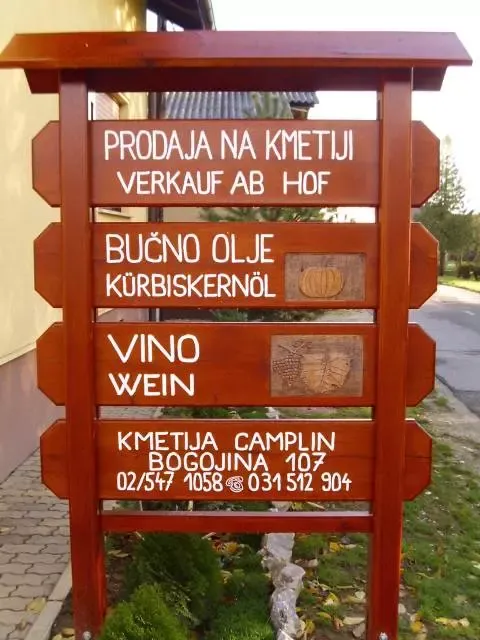 PRODAJA NA KMETIJI
VERKAUF AB HOF
BUČNO OLJE
KÜRBISKERNÖL
VINO
WEIN
KMETIJA CAMPLIN
BOGOJINA 107
02/547 1058 ☎ 031 512 904